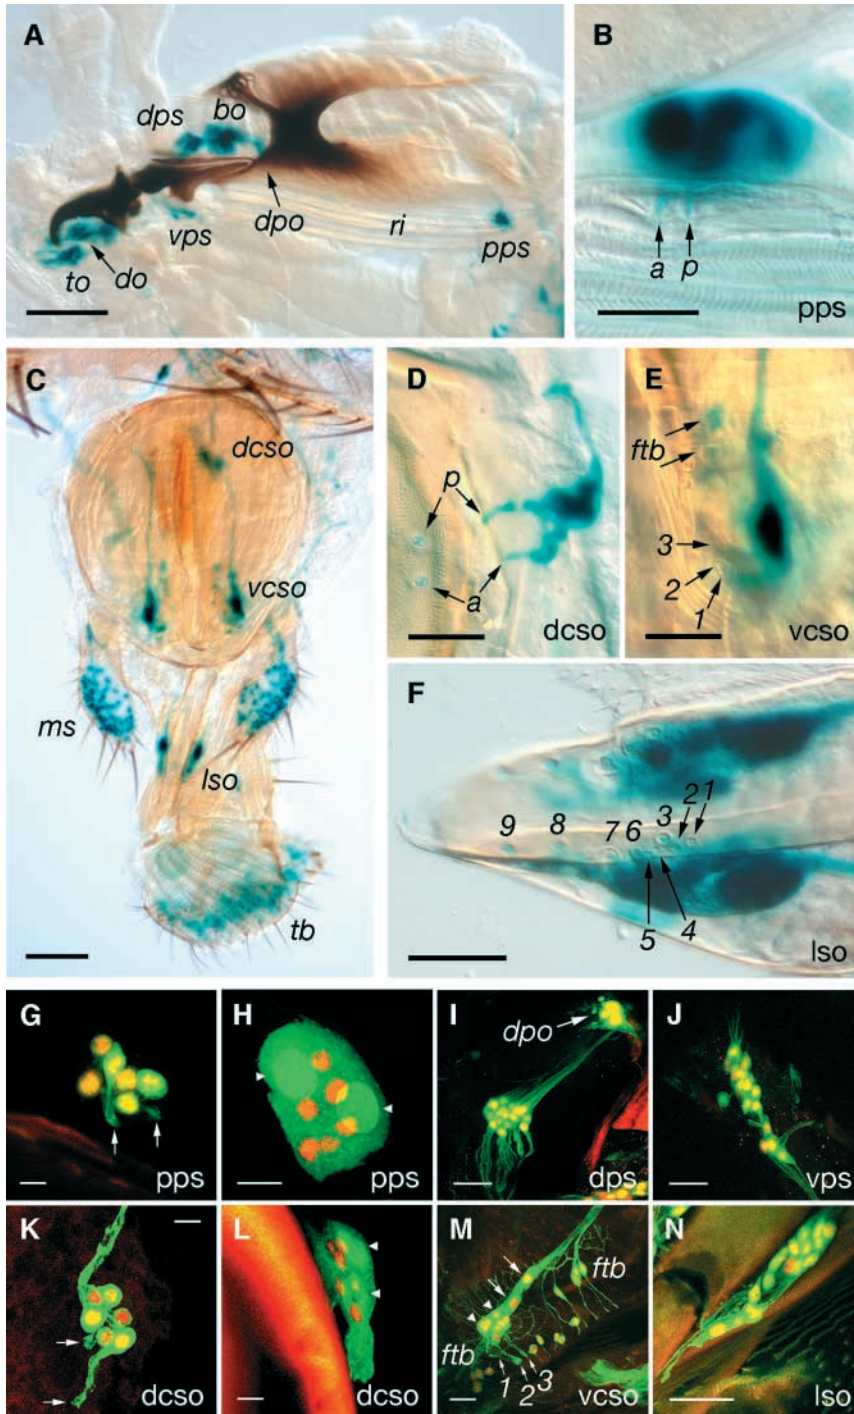 A
dps
bo
dpo
vps
ri
pps
to
do
B
a
p
pps
C
dcso
vcso
ms
lso
tb
D
p
a
dcso
E
ftb
3
2
1
vcso
F
9
8
7
6
3
2
1
5
4
lso
G
pps
H
pps
I
dpo
dps
J
vps
K
dcso
L
dcso
M
ftb
ftb
1
2
3
vcso
N
lso